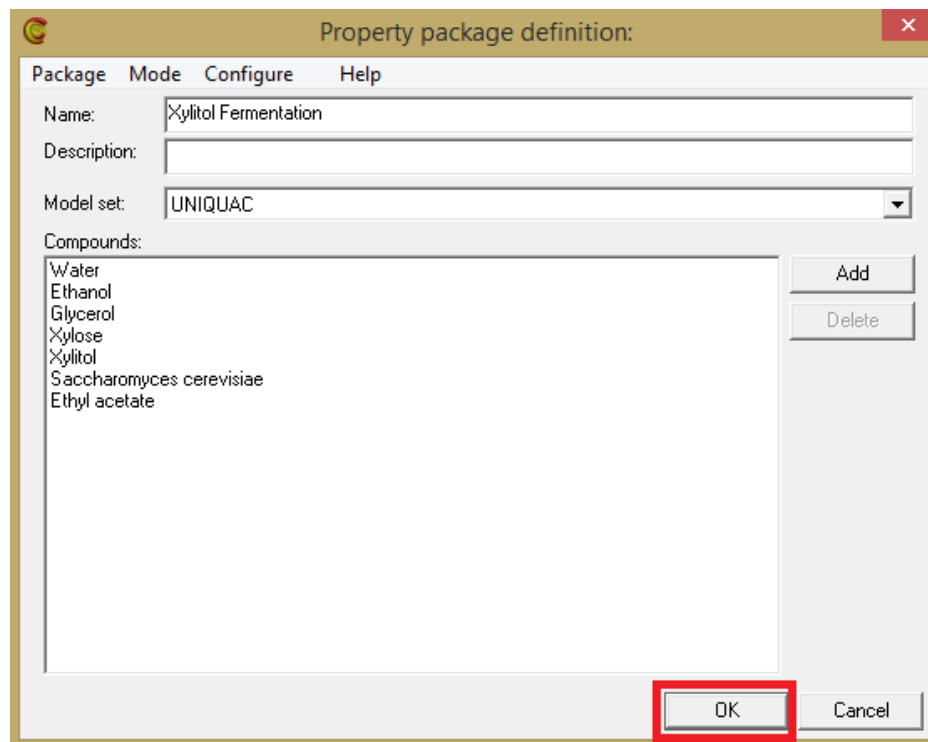 Property package definition:
Package Mode Configure Help
Name: Xylitol Fermentation
Description:
Model set: UNIQUAC
Compounds:
Water
Ethanol
Glycerol
Xylose
Xylitol
Saccharomyces cerevisiae
Ethyl acetate
Add
Delete
OK Cancel